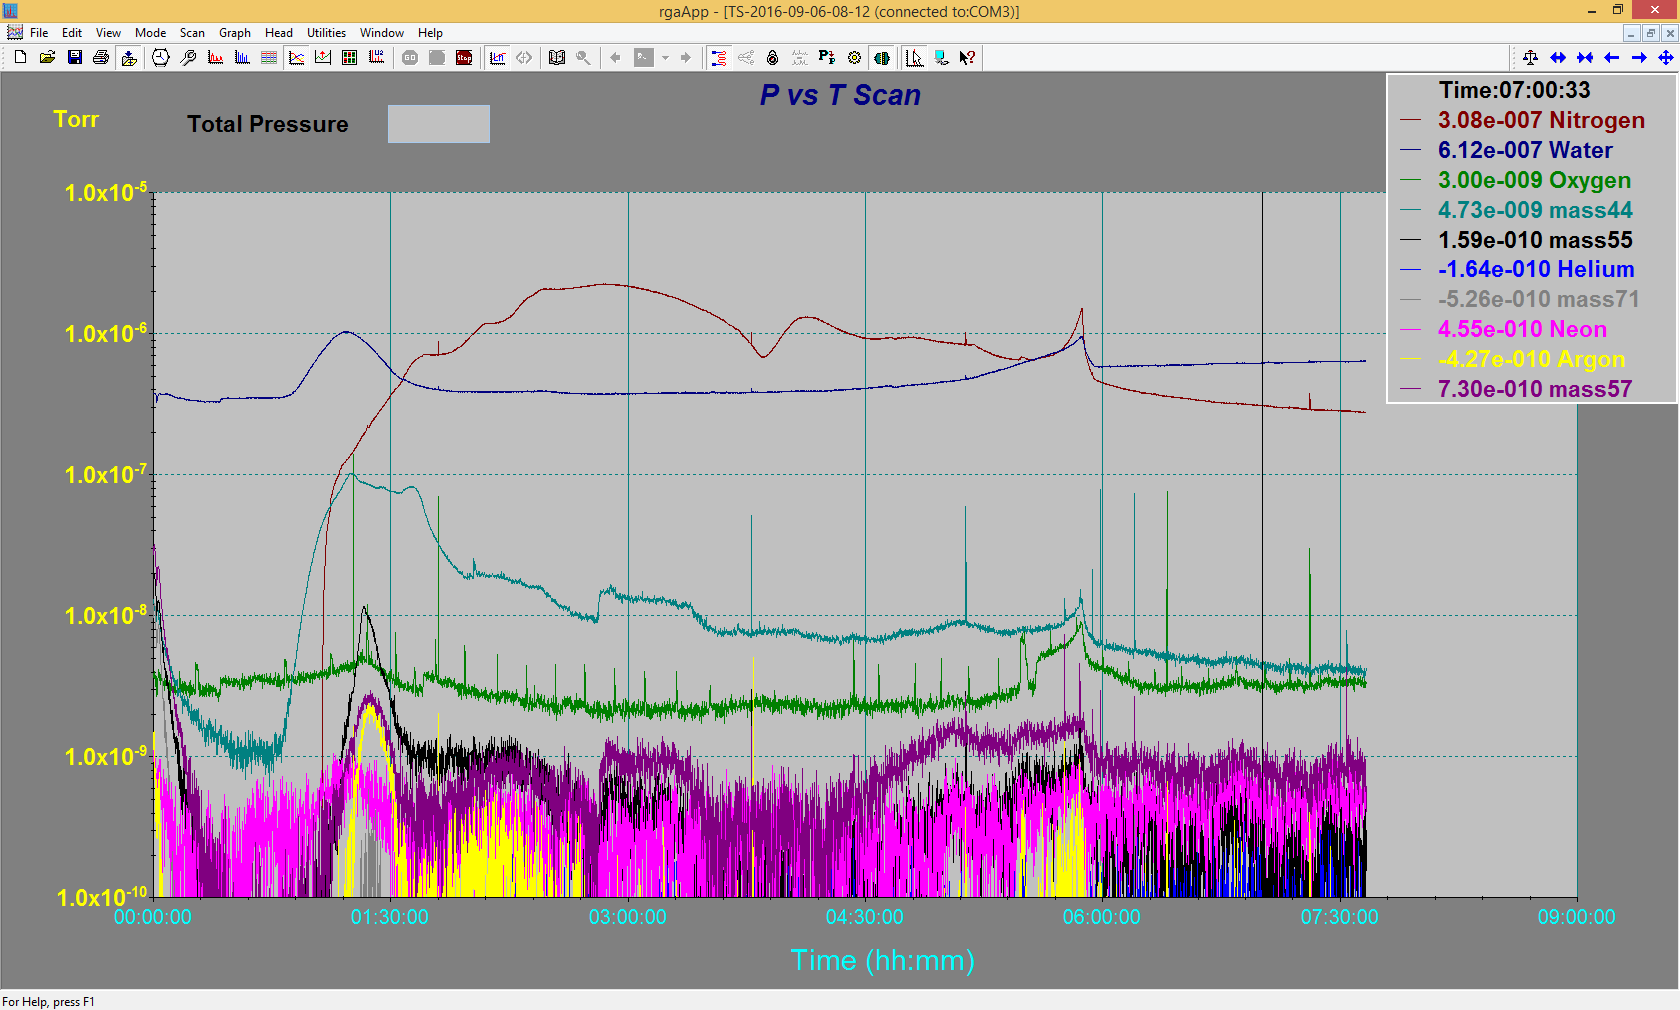 rgaApp - [TS-2016-09-06-08-12 (connected to:COM3)]
File Edit View Mode Scan Graph Head Utilities Window Help
GO Stop
P vs T Scan
Torr
Total Pressure
Time:07:00:33
3.08e-007 Nitrogen
6.12e-007 Water
3.00e-009 Oxygen
4.73e-009 mass44
1.59e-010 mass55
-1.64e-010 Helium
-5.26e-010 mass71
4.55e-010 Neon
-4.27e-010 Argon
7.30e-010 mass57
1.0x10-5
1.0x10-6
1.0x10-7
1.0x10-8
1.0x10-9
1.0x10-10
00:00:00 01:30:00 03:00:00 04:30:00 06:00:00 07:30:00 09:00:00
Time (hh:mm)
For Help, press F1